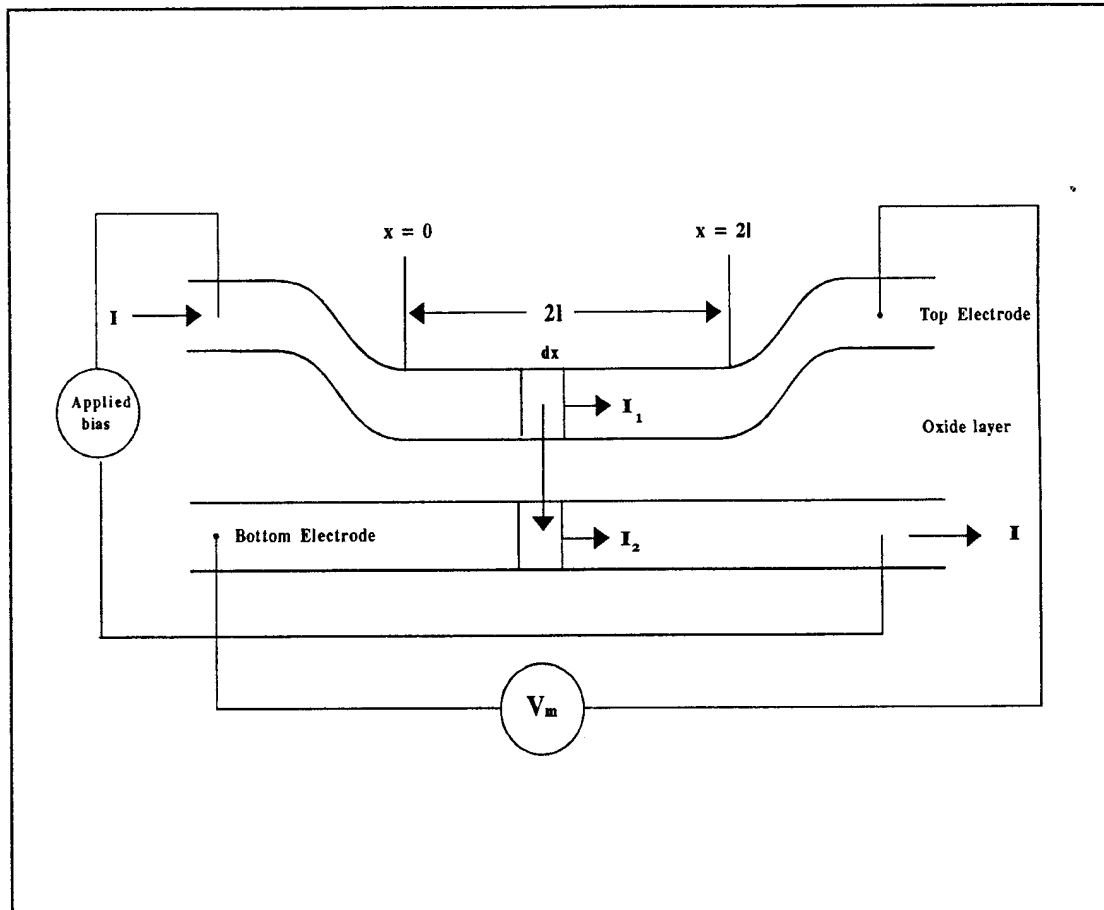 x = 0
x = 2l
I
2l
Top Electrode
dx
Applied
bias
I₁
Oxide layer
Bottom Electrode
I₂
I
Vₘ